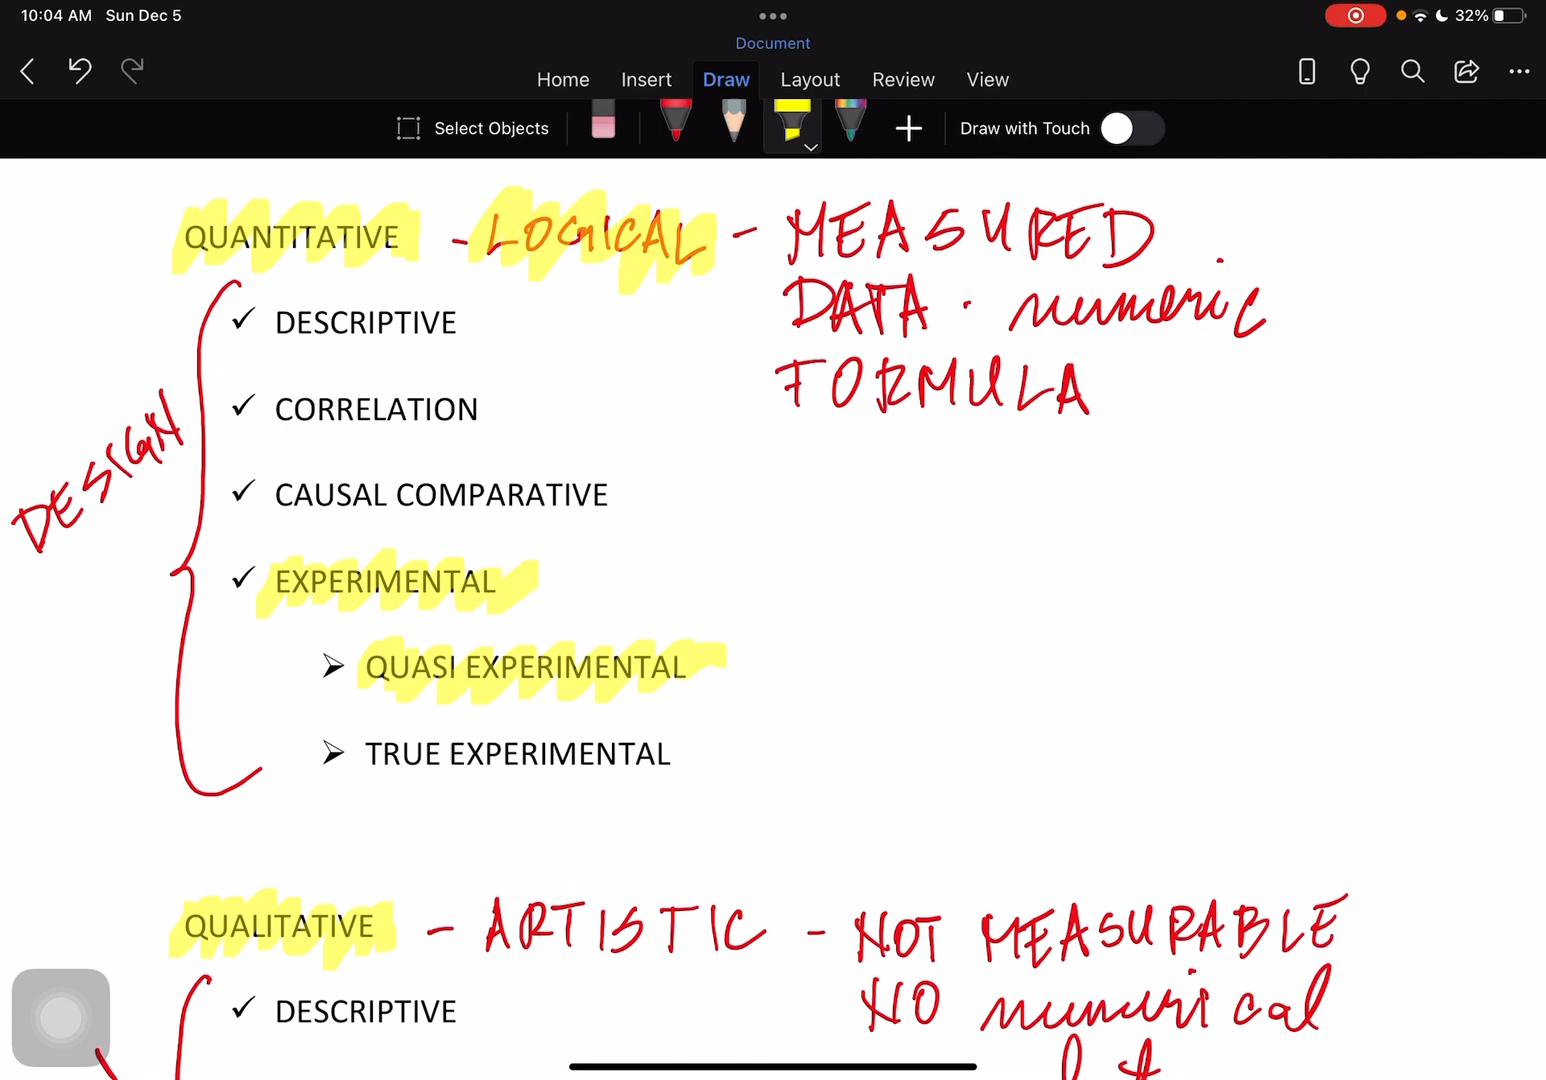 10:04 AM Sun Dec 5
32%
Document
Home Insert Draw Layout Review View
Select Objects
Draw with Touch
QUANTITATIVE - LOGICAL - MEASURED
DATA . numeric
FORMULA
✓ DESCRIPTIVE
✓ CORRELATION
✓ CAUSAL COMPARATIVE
✓ EXPERIMENTAL
➢ QUASI EXPERIMENTAL
➢ TRUE EXPERIMENTAL
DESIGN
QUALITATIVE - ARTISTIC - NOT MEASURABLE
NO numurical
✓ DESCRIPTIVE